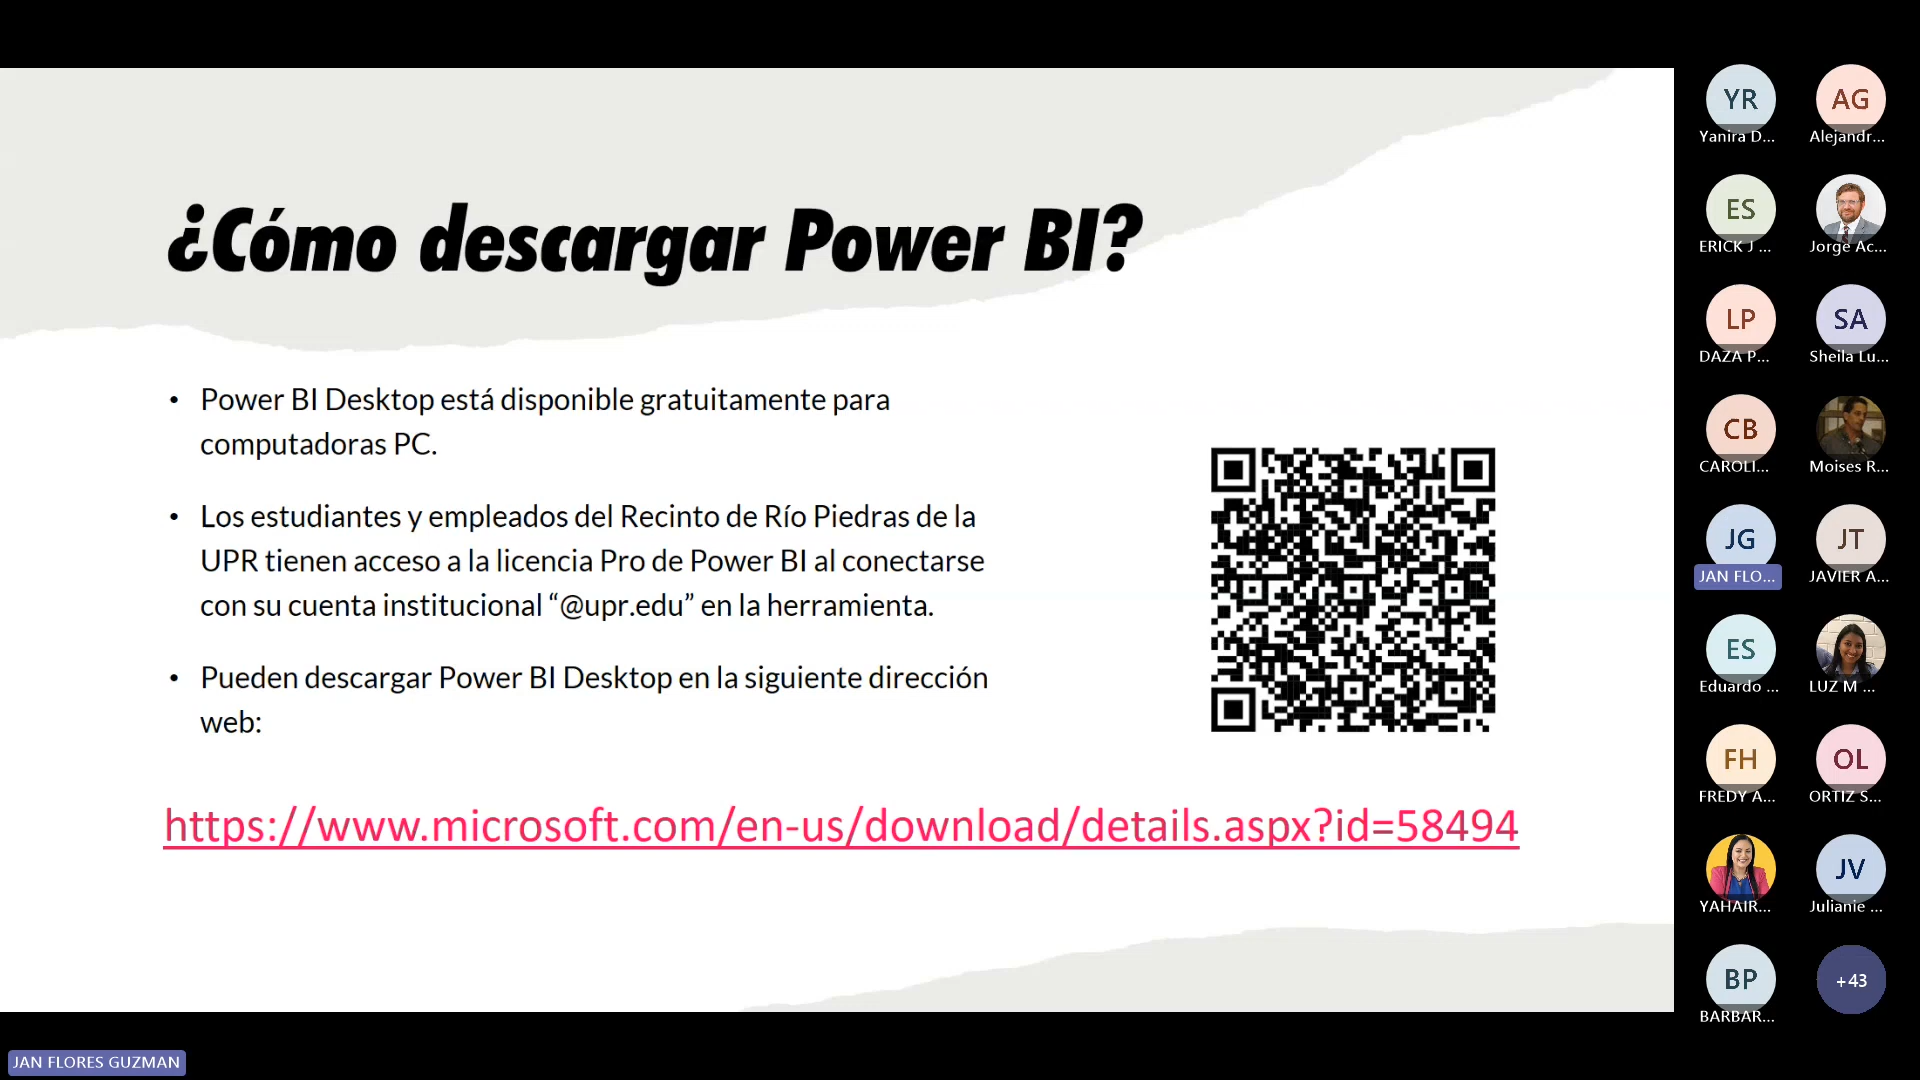 ¿Cómo descargar Power BI?
• Power BI Desktop está disponible gratuitamente para
computadoras PC.
• Los estudiantes y empleados del Recinto de Río Piedras de la
UPR tienen acceso a la licencia Pro de Power BI al conectarse
con su cuenta institucional “@upr.edu” en la herramienta.
• Pueden descargar Power BI Desktop en la siguiente dirección
web:
https://www.microsoft.com/en-us/download/details.aspx?id=58494
YR
Yanira D...
AG
Alejandr...
ES
ERICK J ...
Jorge Ac...
LP
DAZA P...
SA
Sheila Lu...
CB
CAROLI...
Moises R...
JG
JAN FLO...
JT
JAVIER A...
ES
Eduardo ...
LUZ M ...
FH
FREDY A...
OL
ORTIZ S...
YAHAIR...
JV
Julianie ...
BP
BARBAR...
+43
JAN FLORES GUZMAN